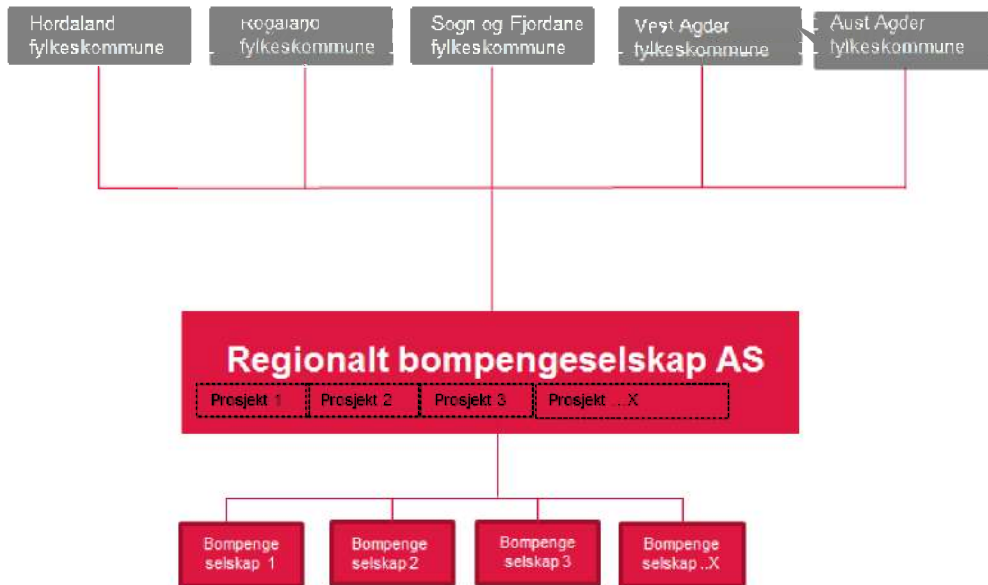 Hordaland
fylkeskommune
Rogaland
fylkeskommune
Sogn og Fjordane
fylkeskommune
Vest Agder
fylkeskommune
Aust Agder
fylkeskommune
Regionalt bompengeselskap AS
Prosjekt 1
Prosjekt 2
Prosjekt 3
Prosjekt ...X
Bompenge
selskap 1
Bompenge
selskap 2
Bompenge
selskap 3
Bompenge
selskap ..X